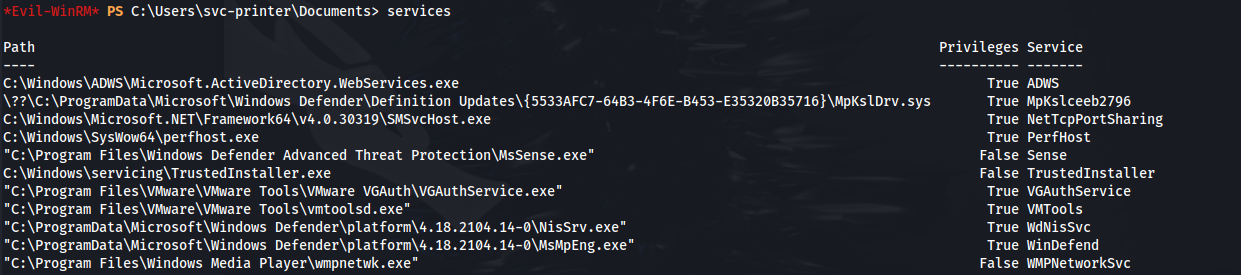 *Evil-WinRM* PS C:\Users\svc-printer\Documents> services
Path Privileges Service
---- ---------- -------
C:\Windows\ADWS\Microsoft.ActiveDirectory.WebServices.exe True ADWS
\??\C:\ProgramData\Microsoft\Windows Defender\Definition Updates\{5533AFC7-64B3-4F6E-B453-E35320B35716}\MpKslDrv.sys True MpKslceeb2796
C:\Windows\Microsoft.NET\Framework64\v4.0.30319\SMSvcHost.exe True NetTcpPortSharing
C:\Windows\SysWow64\perfhost.exe True PerfHost
"C:\Program Files\Windows Defender Advanced Threat Protection\MsSense.exe" False Sense
C:\Windows\servicing\TrustedInstaller.exe False TrustedInstaller
"C:\Program Files\VMware\VMware Tools\VMware VGAuth\VGAuthService.exe" True VGAuthService
"C:\Program Files\VMware\VMware Tools\vmtoolsd.exe" True VMTools
"C:\ProgramData\Microsoft\Windows Defender\platform\4.18.2104.14-0\NisSrv.exe" True WdNisSvc
"C:\ProgramData\Microsoft\Windows Defender\platform\4.18.2104.14-0\MsMpEng.exe" True WinDefend
"C:\Program Files\Windows Media Player\wmpnetwk.exe" False WMPNetworkSvc